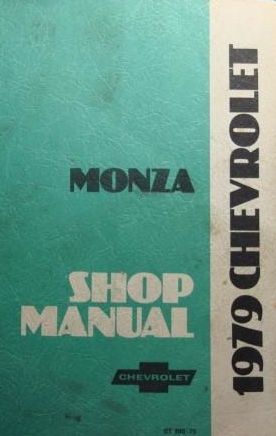 MONZA
SHOP
MANUAL
CHEVROLET
1979 CHEVROLET